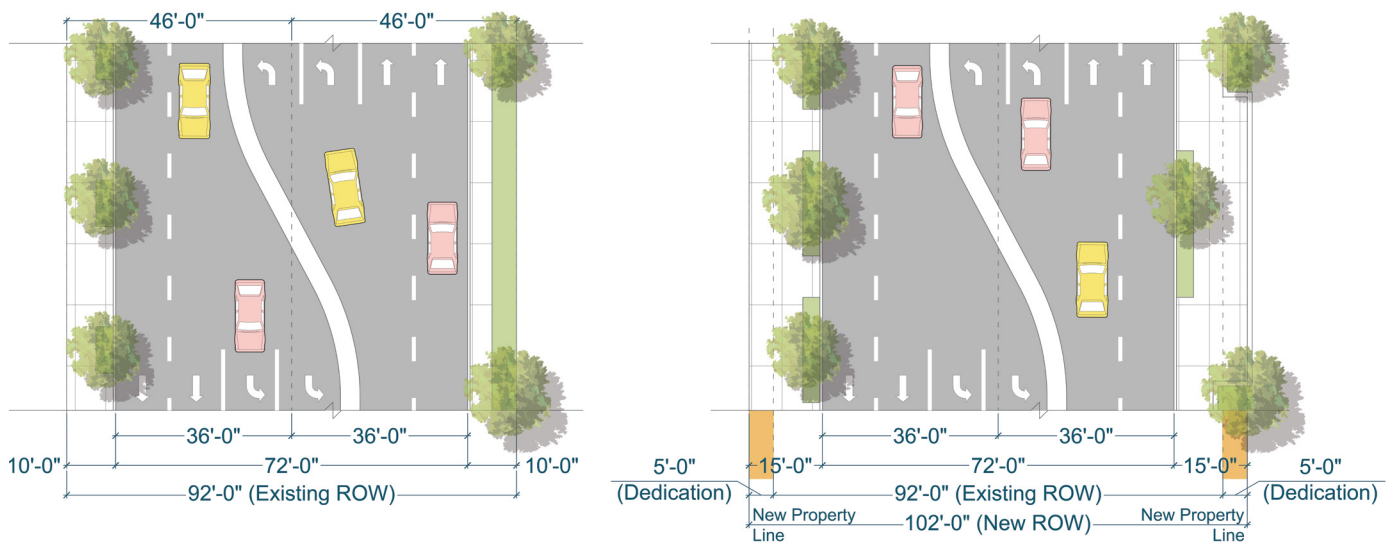 46'-0" 46'-0"
36'-0" 36'-0"
10'-0" 72'-0" 10'-0"
92'-0" (Existing ROW)
36'-0" 36'-0"
5'-0" 15'-0" 72'-0" 15'-0" 5'-0"
(Dedication) 92'-0" (Existing ROW) (Dedication)
New Property 102'-0" (New ROW) New Property
Line Line